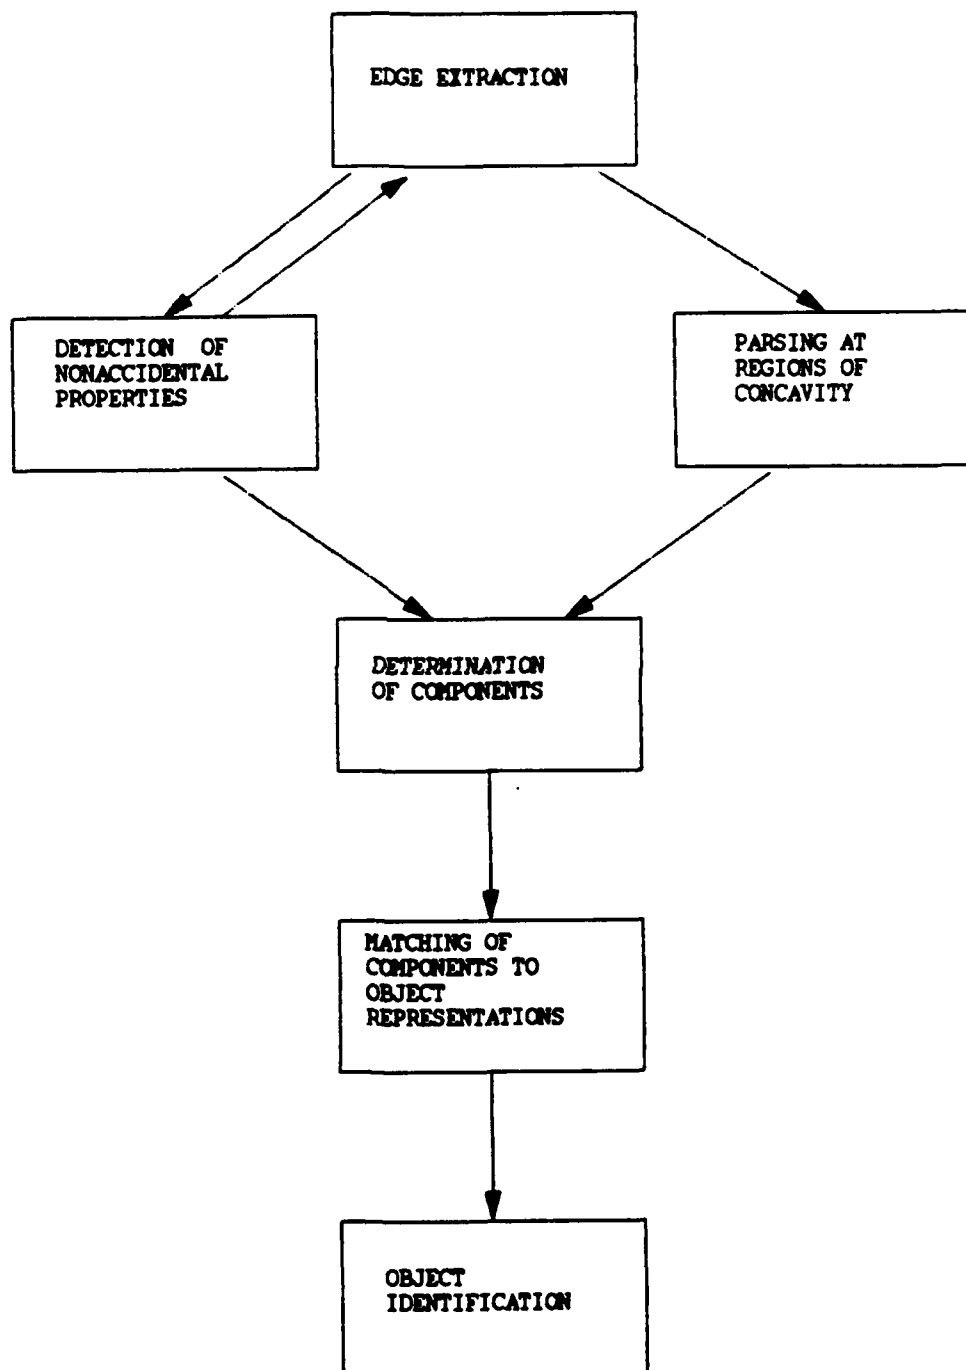 EDGE EXTRACTION
DETECTION OF
NONACCIDENTAL
PROPERTIES
PARSING AT
REGIONS OF
CONCAVITY
DETERMINATION
OF COMPONENTS
MATCHING OF
COMPONENTS TO
OBJECT
REPRESENTATIONS
OBJECT
IDENTIFICATION